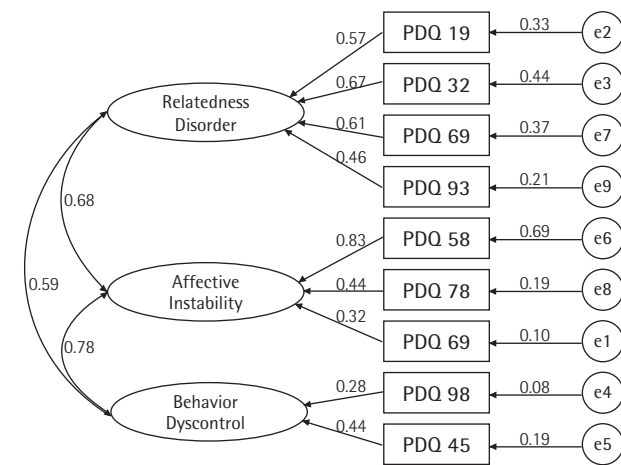 0.57 PDQ 19 0.33 e2
0.67 PDQ 32 0.44 e3
Relatedness
Disorder
0.61 PDQ 69 0.37 e7
0.46 PDQ 93 0.21 e9
0.68
0.83 PDQ 58 0.69 e6
Affective
Instability
0.44 PDQ 78 0.19 e8
0.59
0.32 PDQ 69 0.10 e1
0.78
0.28 PDQ 98 0.08 e4
Behavior
Dyscontrol
0.44 PDQ 45 0.19 e5